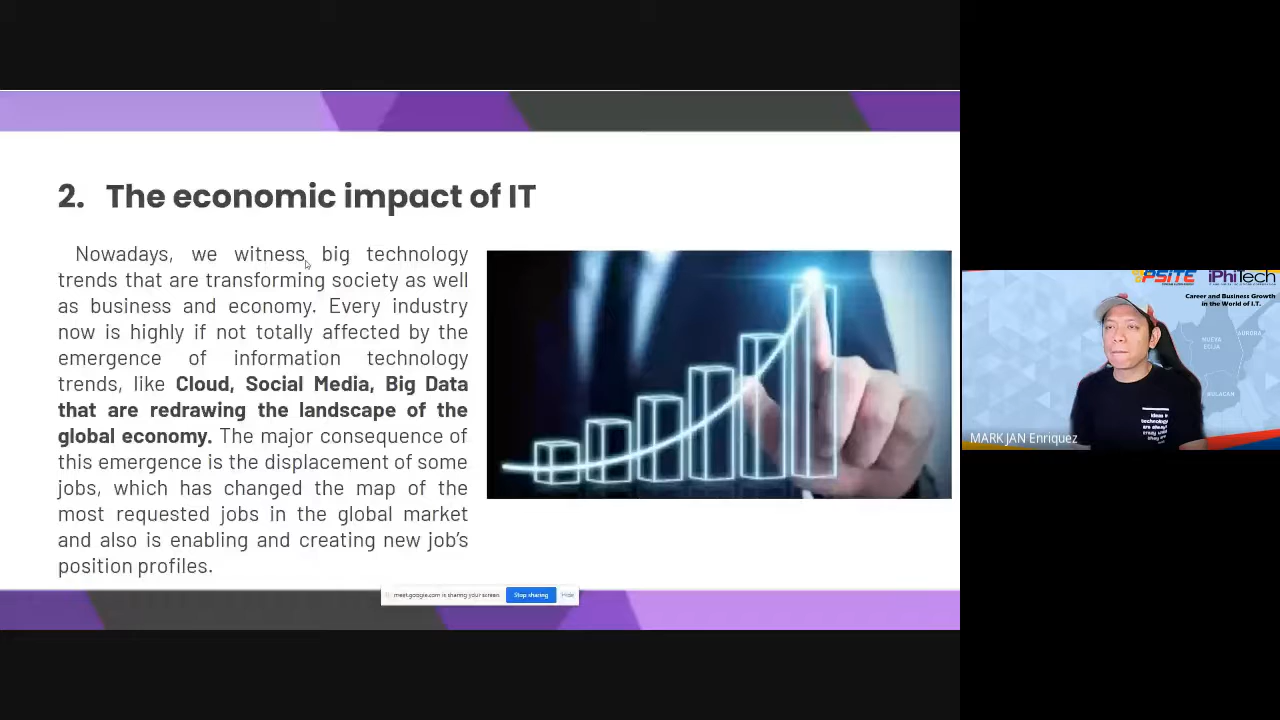 2. The economic impact of IT
Nowadays, we witness big technology
trends that are transforming society as well
as business and economy. Every industry
now is highly if not totally affected by the
emergence of information technology
trends, like Cloud, Social Media, Big Data
that are redrawing the landscape of the
global economy. The major consequence of
this emergence is the displacement of some
jobs, which has changed the map of the
most requested jobs in the global market
and also is enabling and creating new job's
position profiles.
meet.google.com is sharing your screen.
Stop sharing
Hide
PSITE
iPhiTech
Career and Business Growth
in the World of I.T.
NUEVA
ECIJA
AURORA
BULACAN
MARK JAN Enriquez